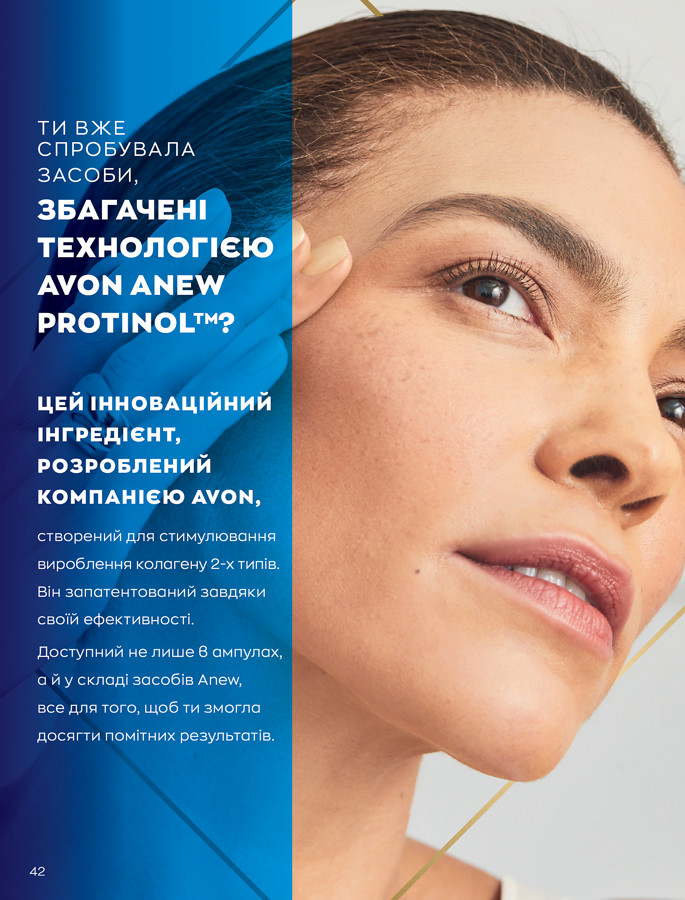 ТИ ВЖЕ
СПРОБУВАЛА
ЗАСОБИ,
ЗБАГАЧЕНІ
ТЕХНОЛОГІЄЮ
AVON ANEW
PROTINOL™?
ЦЕЙ ІННОВАЦІЙНИЙ
ІНГРЕДІЄНТ,
РОЗРОБЛЕНИЙ
КОМПАНІЄЮ AVON,
створений для стимулювання
вироблення колагену 2-х типів.
Він запатентований завдяки
своїй ефективності.
Доступний не лише в ампулах,
а й у складі засобів Anew,
все для того, щоб ти змогла
досягти помітних результатів.
42